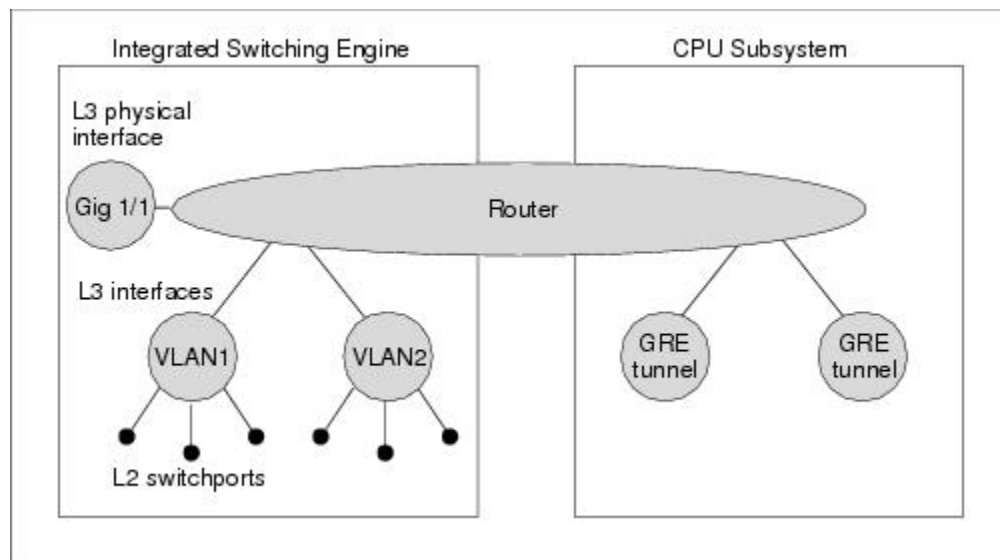 Integrated Switching Engine
CPU Subsystem
L3 physical
interface
Gig 1/1
Router
L3 interfaces
VLAN1
VLAN2
GRE
tunnel
GRE
tunnel
L2 switchports